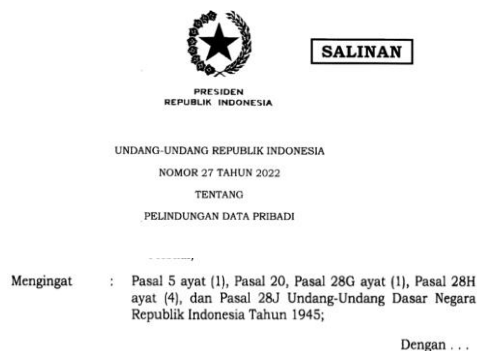 SALINAN
PRESIDEN
REPUBLIK INDONESIA
UNDANG-UNDANG REPUBLIK INDONESIA
NOMOR 27 TAHUN 2022
TENTANG
PELINDUNGAN DATA PRIBADI
Mengingat : Pasal 5 ayat (1), Pasal 20, Pasal 28G ayat (1), Pasal 28H
ayat (4), dan Pasal 28J Undang-Undang Dasar Negara
Republik Indonesia Tahun 1945;
Dengan . . .